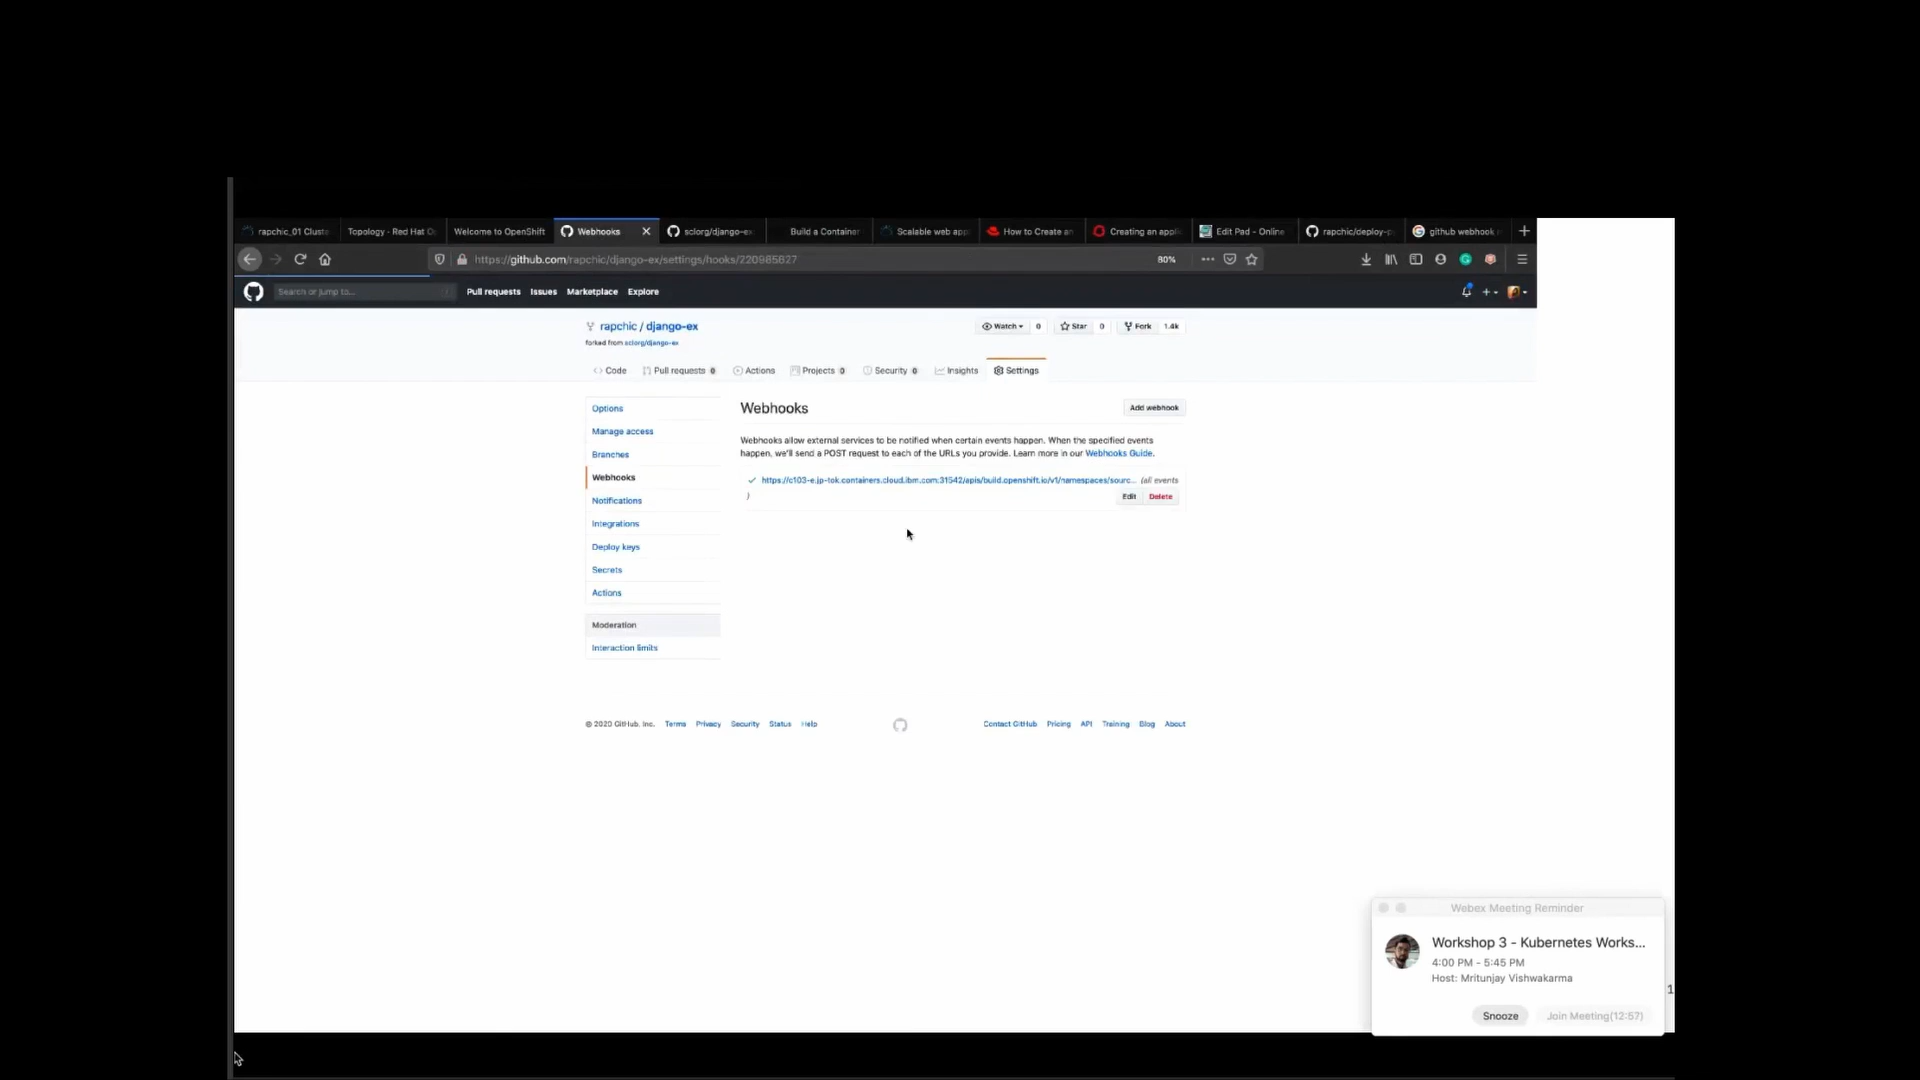 rapchic_01 Cluste
Topology - Red Hat O
Welcome to OpenShift
Webhooks
sclorg/django-ex
Build a Container
Scalable web app
How to Create an
Creating an appli
Edit Pad - Online
rapchic/deploy-p
github webhook
https://github.com/rapchic/django-ex/settings/hooks/220985827
80%
Search or jump to...
Pull requests
Issues
Marketplace
Explore
rapchic / django-ex
Watch 0
Star 0
Fork 1.4k
forked from sclorg/django-ex
Code
Pull requests 0
Actions
Projects 0
Security 0
Insights
Settings
Options
Manage access
Branches
Webhooks
Notifications
Integrations
Deploy keys
Secrets
Actions
Moderation
Interaction limits
Webhooks
Add webhook
Webhooks allow external services to be notified when certain events happen. When the specified events
happen, we'll send a POST request to each of the URLs you provide. Learn more in our Webhooks Guide.
https://c103-e.jp-tok.containers.cloud.ibm.com:31542/apis/build.openshift.io/v1/namespaces/sourc... (all events
)
Edit
Delete
© 2020 GitHub, Inc.
Terms
Privacy
Security
Status
Help
Contact GitHub
Pricing
API
Training
Blog
About
Webex Meeting Reminder
Workshop 3 - Kubernetes Works...
4:00 PM - 5:45 PM
Host: Mritunjay Vishwakarma
1
Snooze
Join Meeting(12:57)